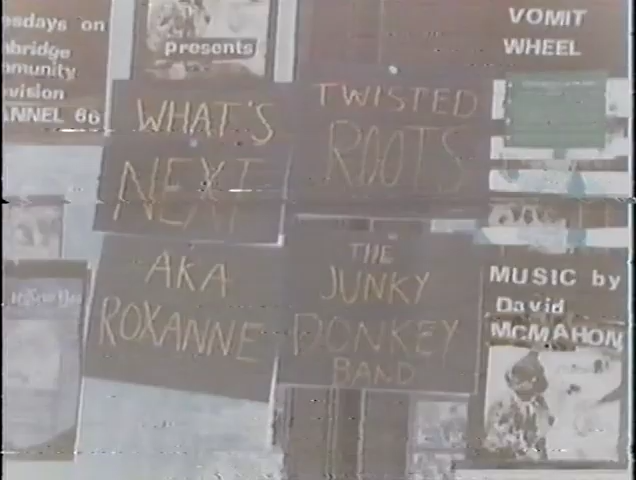 esdays on
mbridge
mmunity
evision
ANNEL 66
presents
VOMIT
WHEEL
WHAT'S
NEXT
TWISTED
ROOTS
AKA
ROXANNE
THE
JUNKY
DONKEY
BAND
MUSIC by
David
MCMAHON